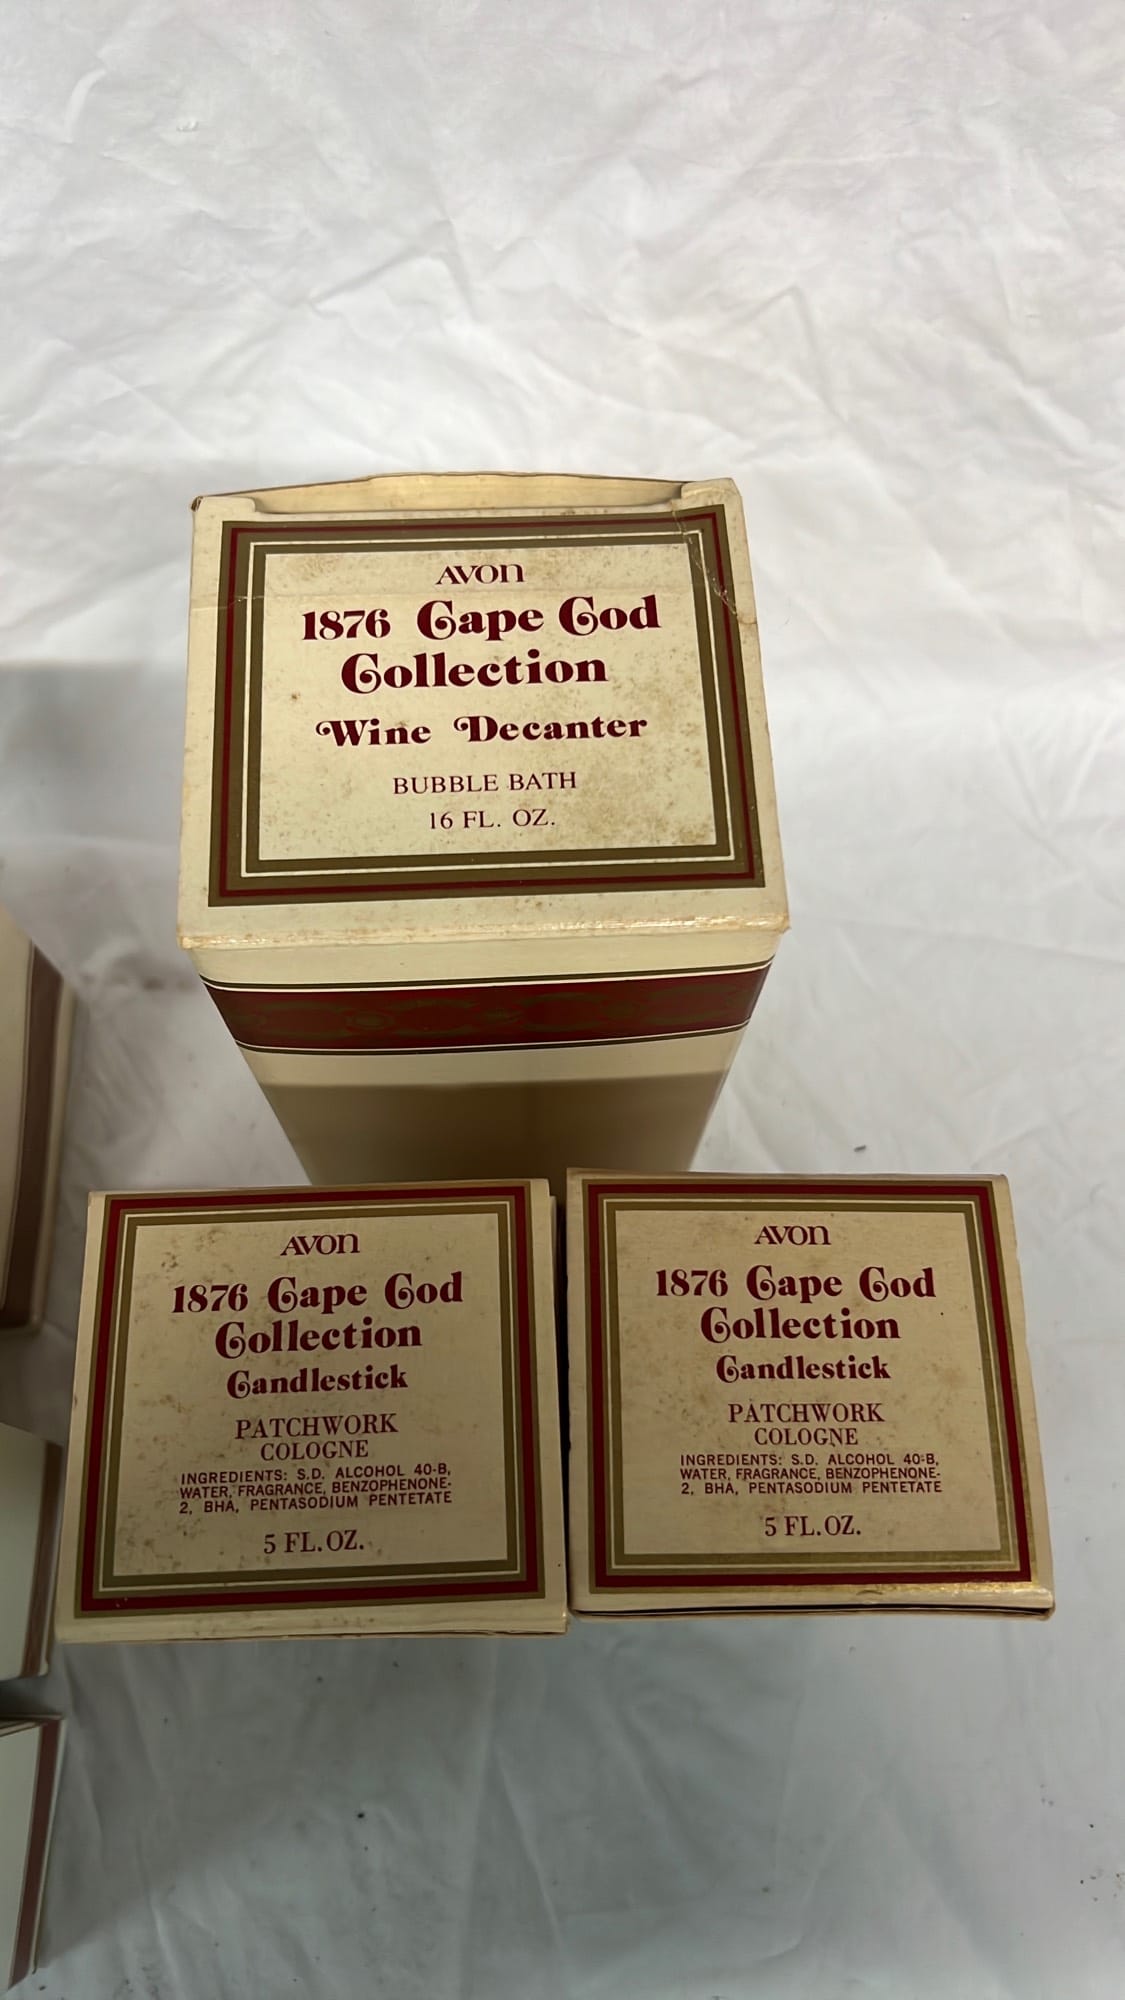 AVON
1876 Cape Cod
Collection
Wine Decanter
BUBBLE BATH
16 FL. OZ.
AVON
1876 Cape Cod
Collection
Candlestick
PATCHWORK
COLOGNE
INGREDIENTS: S.D. ALCOHOL 40-B,
WATER, FRAGRANCE, BENZOPHENONE-
2, BHA, PENTASODIUM PENTETATE
5 FL. OZ.
AVON
1876 Cape Cod
Collection
Candlestick
PATCHWORK
COLOGNE
INGREDIENTS: S.D. ALCOHOL 40-B,
WATER, FRAGRANCE, BENZOPHENONE-
2, BHA, PENTASODIUM PENTETATE
5 FL. OZ.